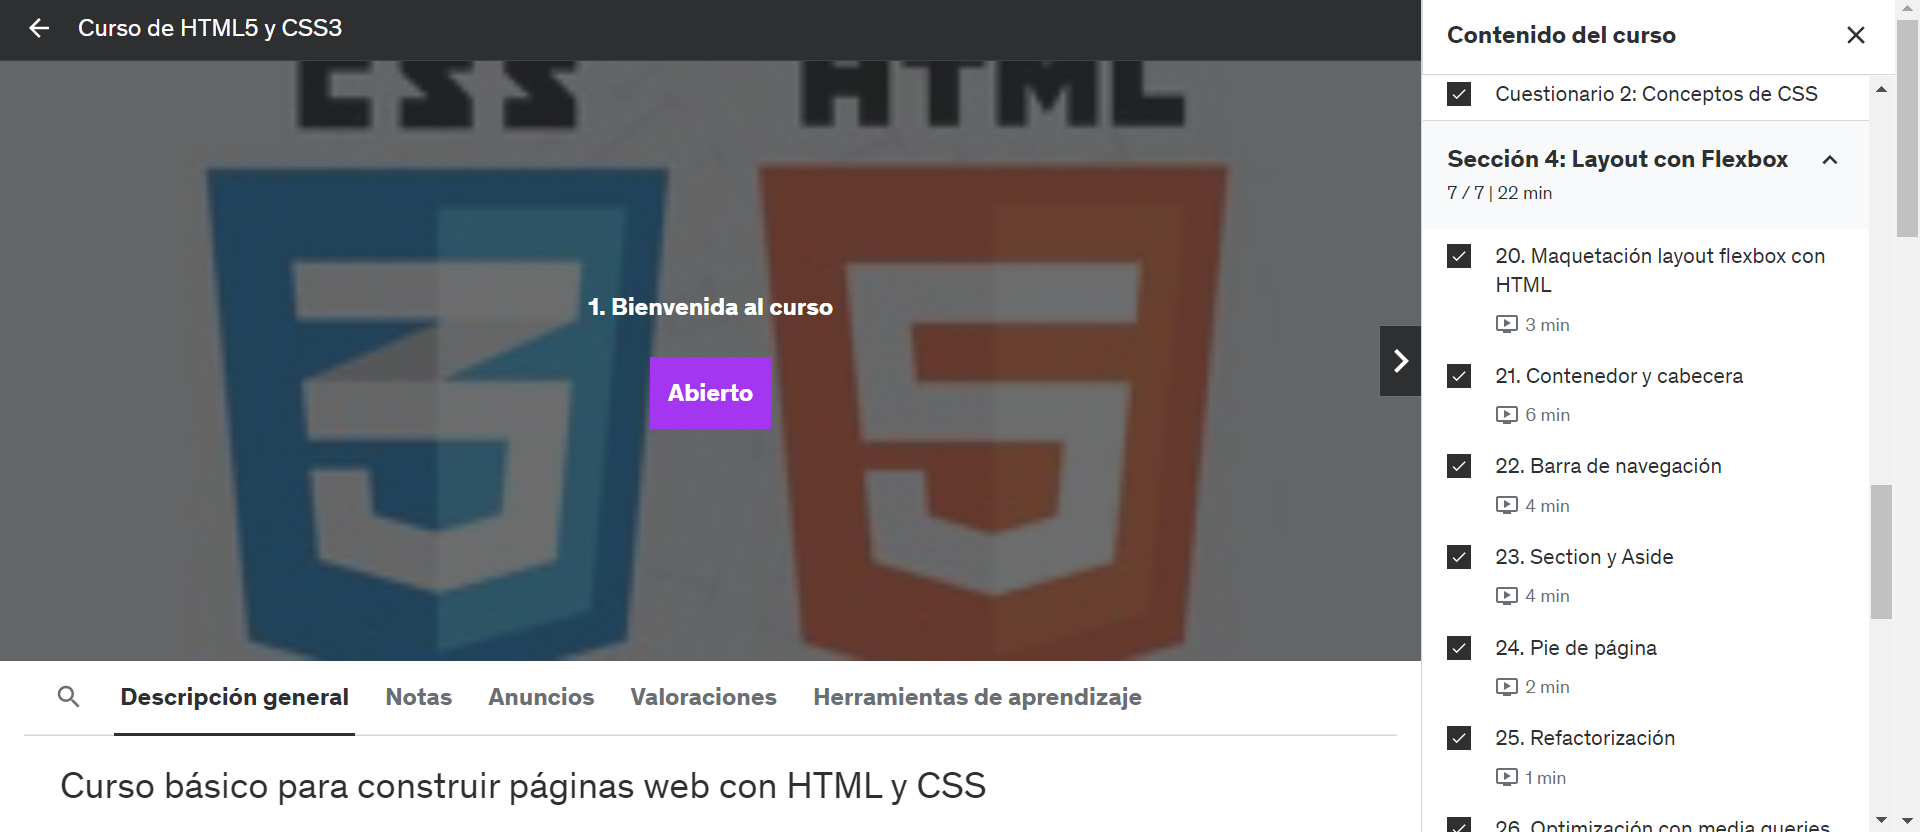 Curso de HTML5 y CSS3
CSS HTML
3 5
1. Bienvenida al curso
Abierto
Descripción general Notas Anuncios Valoraciones Herramientas de aprendizaje
Curso básico para construir páginas web con HTML y CSS
Contenido del curso
Cuestionario 2: Conceptos de CSS
Sección 4: Layout con Flexbox
7 / 7 | 22 min
20. Maquetación layout flexbox con
HTML
3 min
21. Contenedor y cabecera
6 min
22. Barra de navegación
4 min
23. Section y Aside
4 min
24. Pie de página
2 min
25. Refactorización
1 min
26. Optimización con media queries